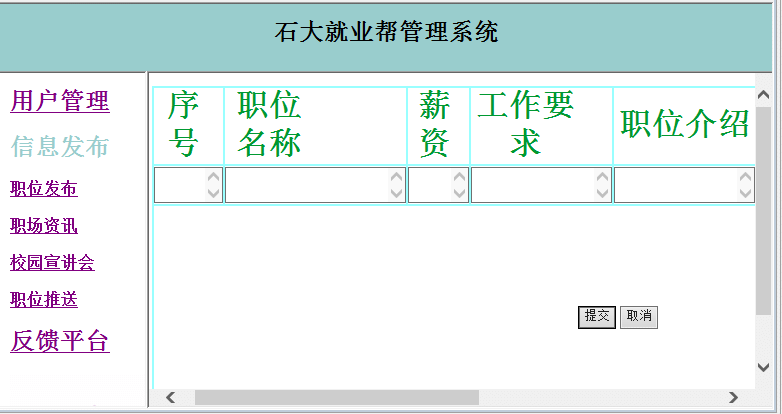 石大就业帮管理系统
用户管理
信息发布
职位发布
职场资讯
校园宣讲会
职位推送
反馈平台
序号
职位名称
薪资
工作要求
职位介绍
提交 取消